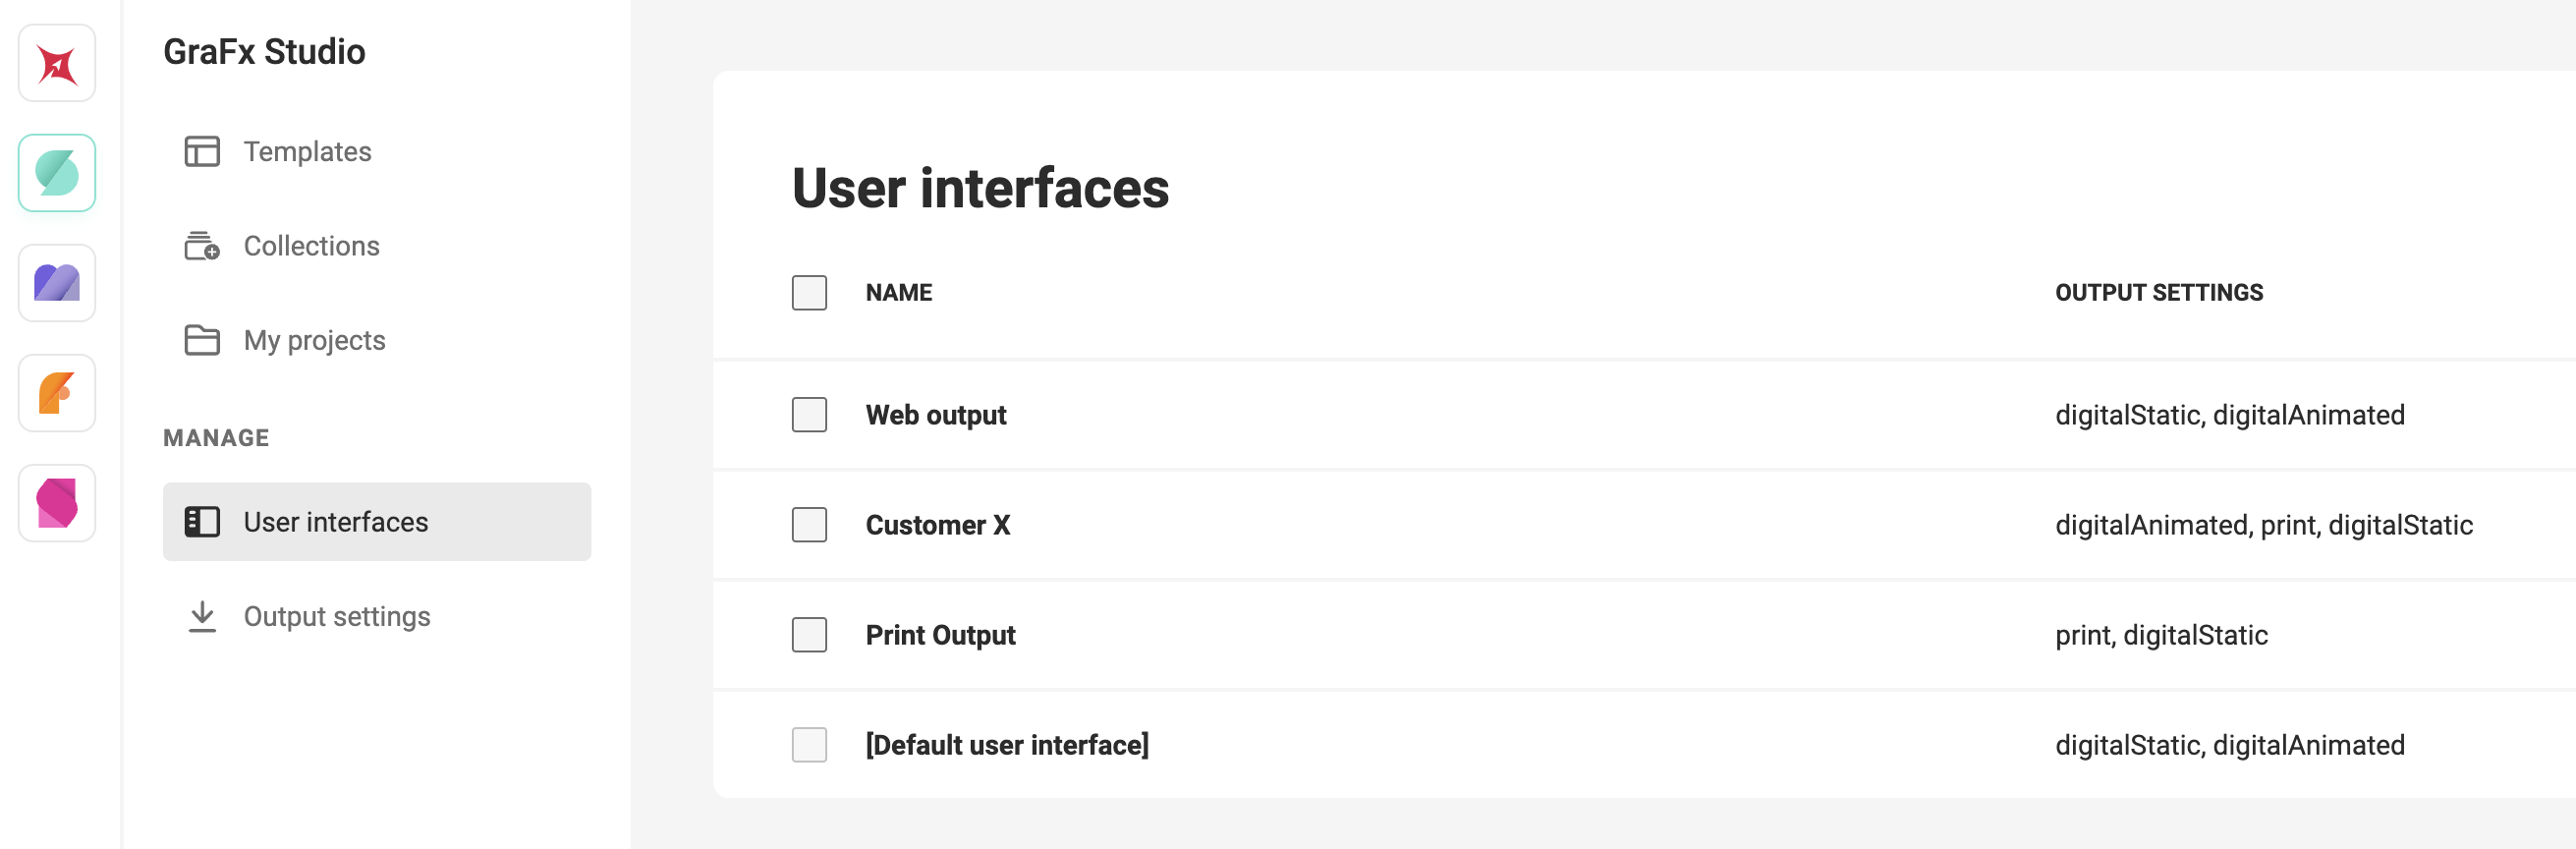 GraFx Studio
Templates
Collections
My projects
MANAGE
User interfaces
Output settings
User interfaces
NAME OUTPUT SETTINGS
Web output digitalStatic, digitalAnimated
Customer X digitalAnimated, print, digitalStatic
Print Output print, digitalStatic
[Default user interface] digitalStatic, digitalAnimated